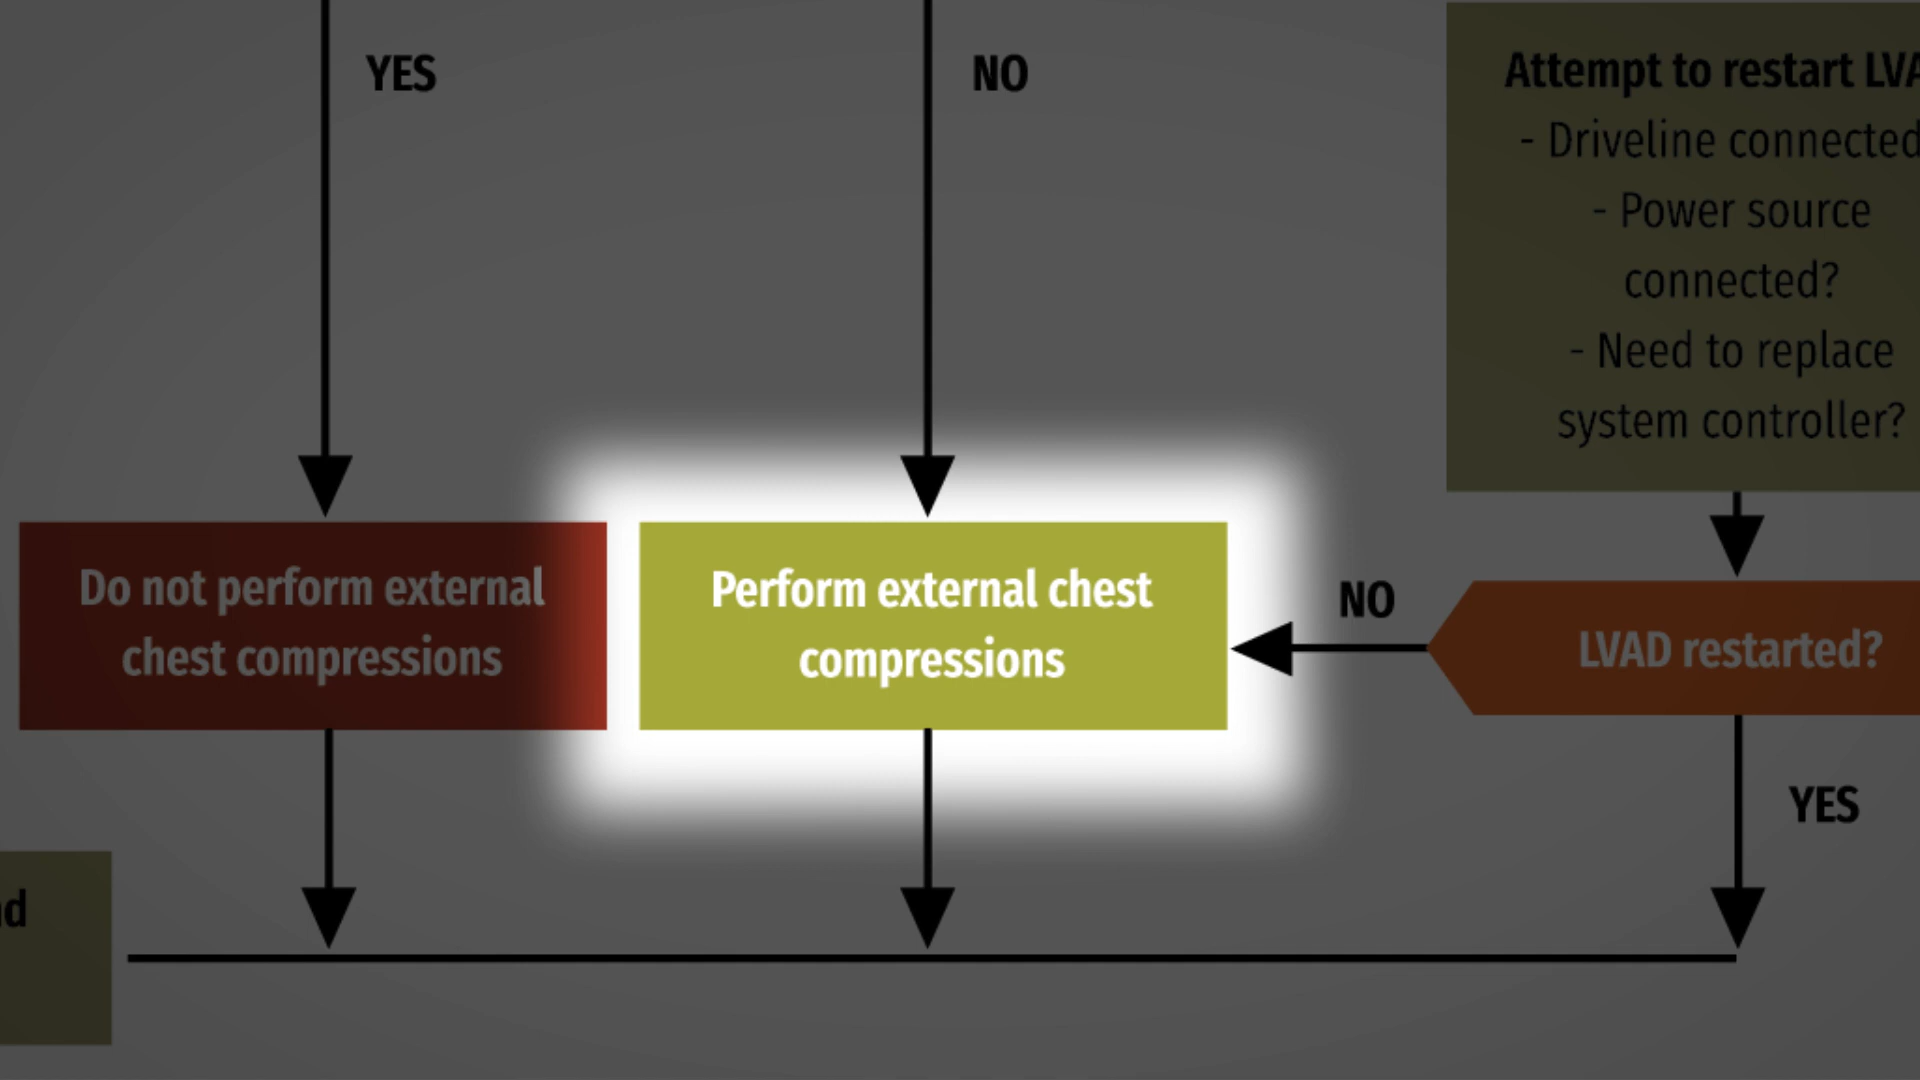 YES
NO
Attempt to restart
- Driveline connected
- Power source
connected?
- Need to replace
system controller?
Do not perform external
chest compressions
Perform external chest
compressions
NO
LVAD restarted?
YES